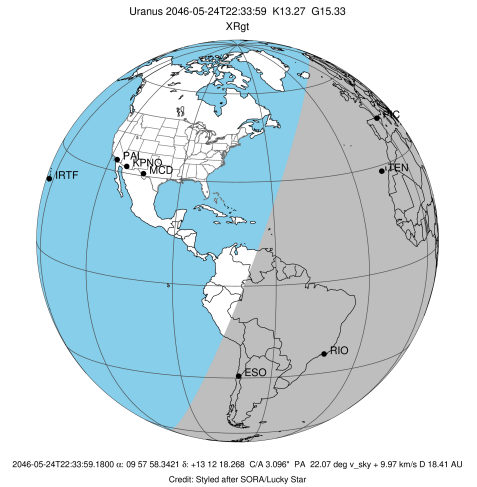 Uranus 2046-05-24T22:33:59 K13.27 G15.33
XRgt
PIC
PAL
KPNO
MCD
TEN
IRTF
RIO
ESO
2046-05-24T22:33:59.1800 α: 09 57 58.3421 δ: +13 12 18.268 C/A 3.096" PA 22.07 deg v_sky + 9.97 km/s D 18.41 AU
Credit: Styled after SORA/Lucky Star